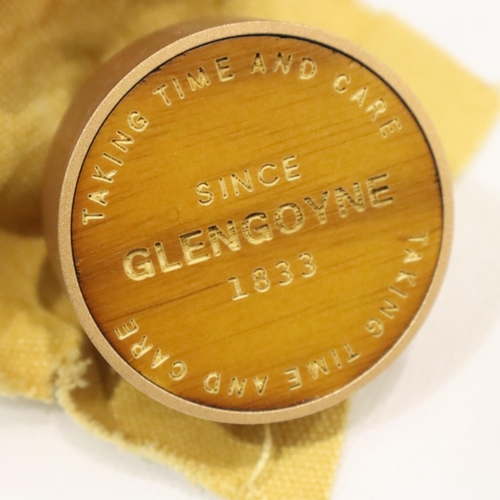 TAKING TIME AND CARE
SINCE
GLENGOYNE
1833
TAKING TIME AND CARE